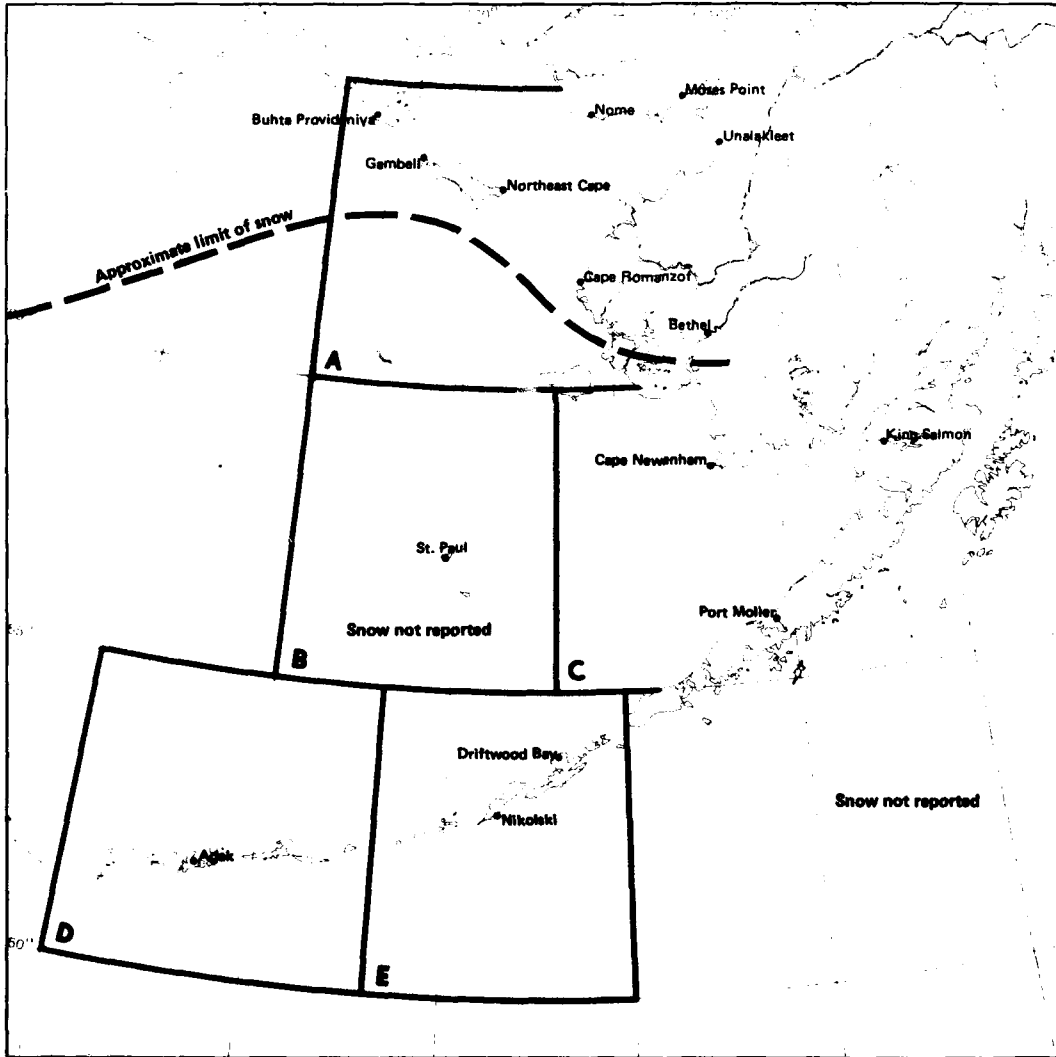 Moses Point
Nome
Buhta Provideniya
Unalakleet
Gambell
Northeast Cape
Approximate limit of snow
Cape Romanzof
Bethel
A
King Salmon
Cape Newenham
St. Paul
Port Moller
Snow not reported
B
C
Driftwood Bay
Snow not reported
Nikolski
Adak
D
50°
E